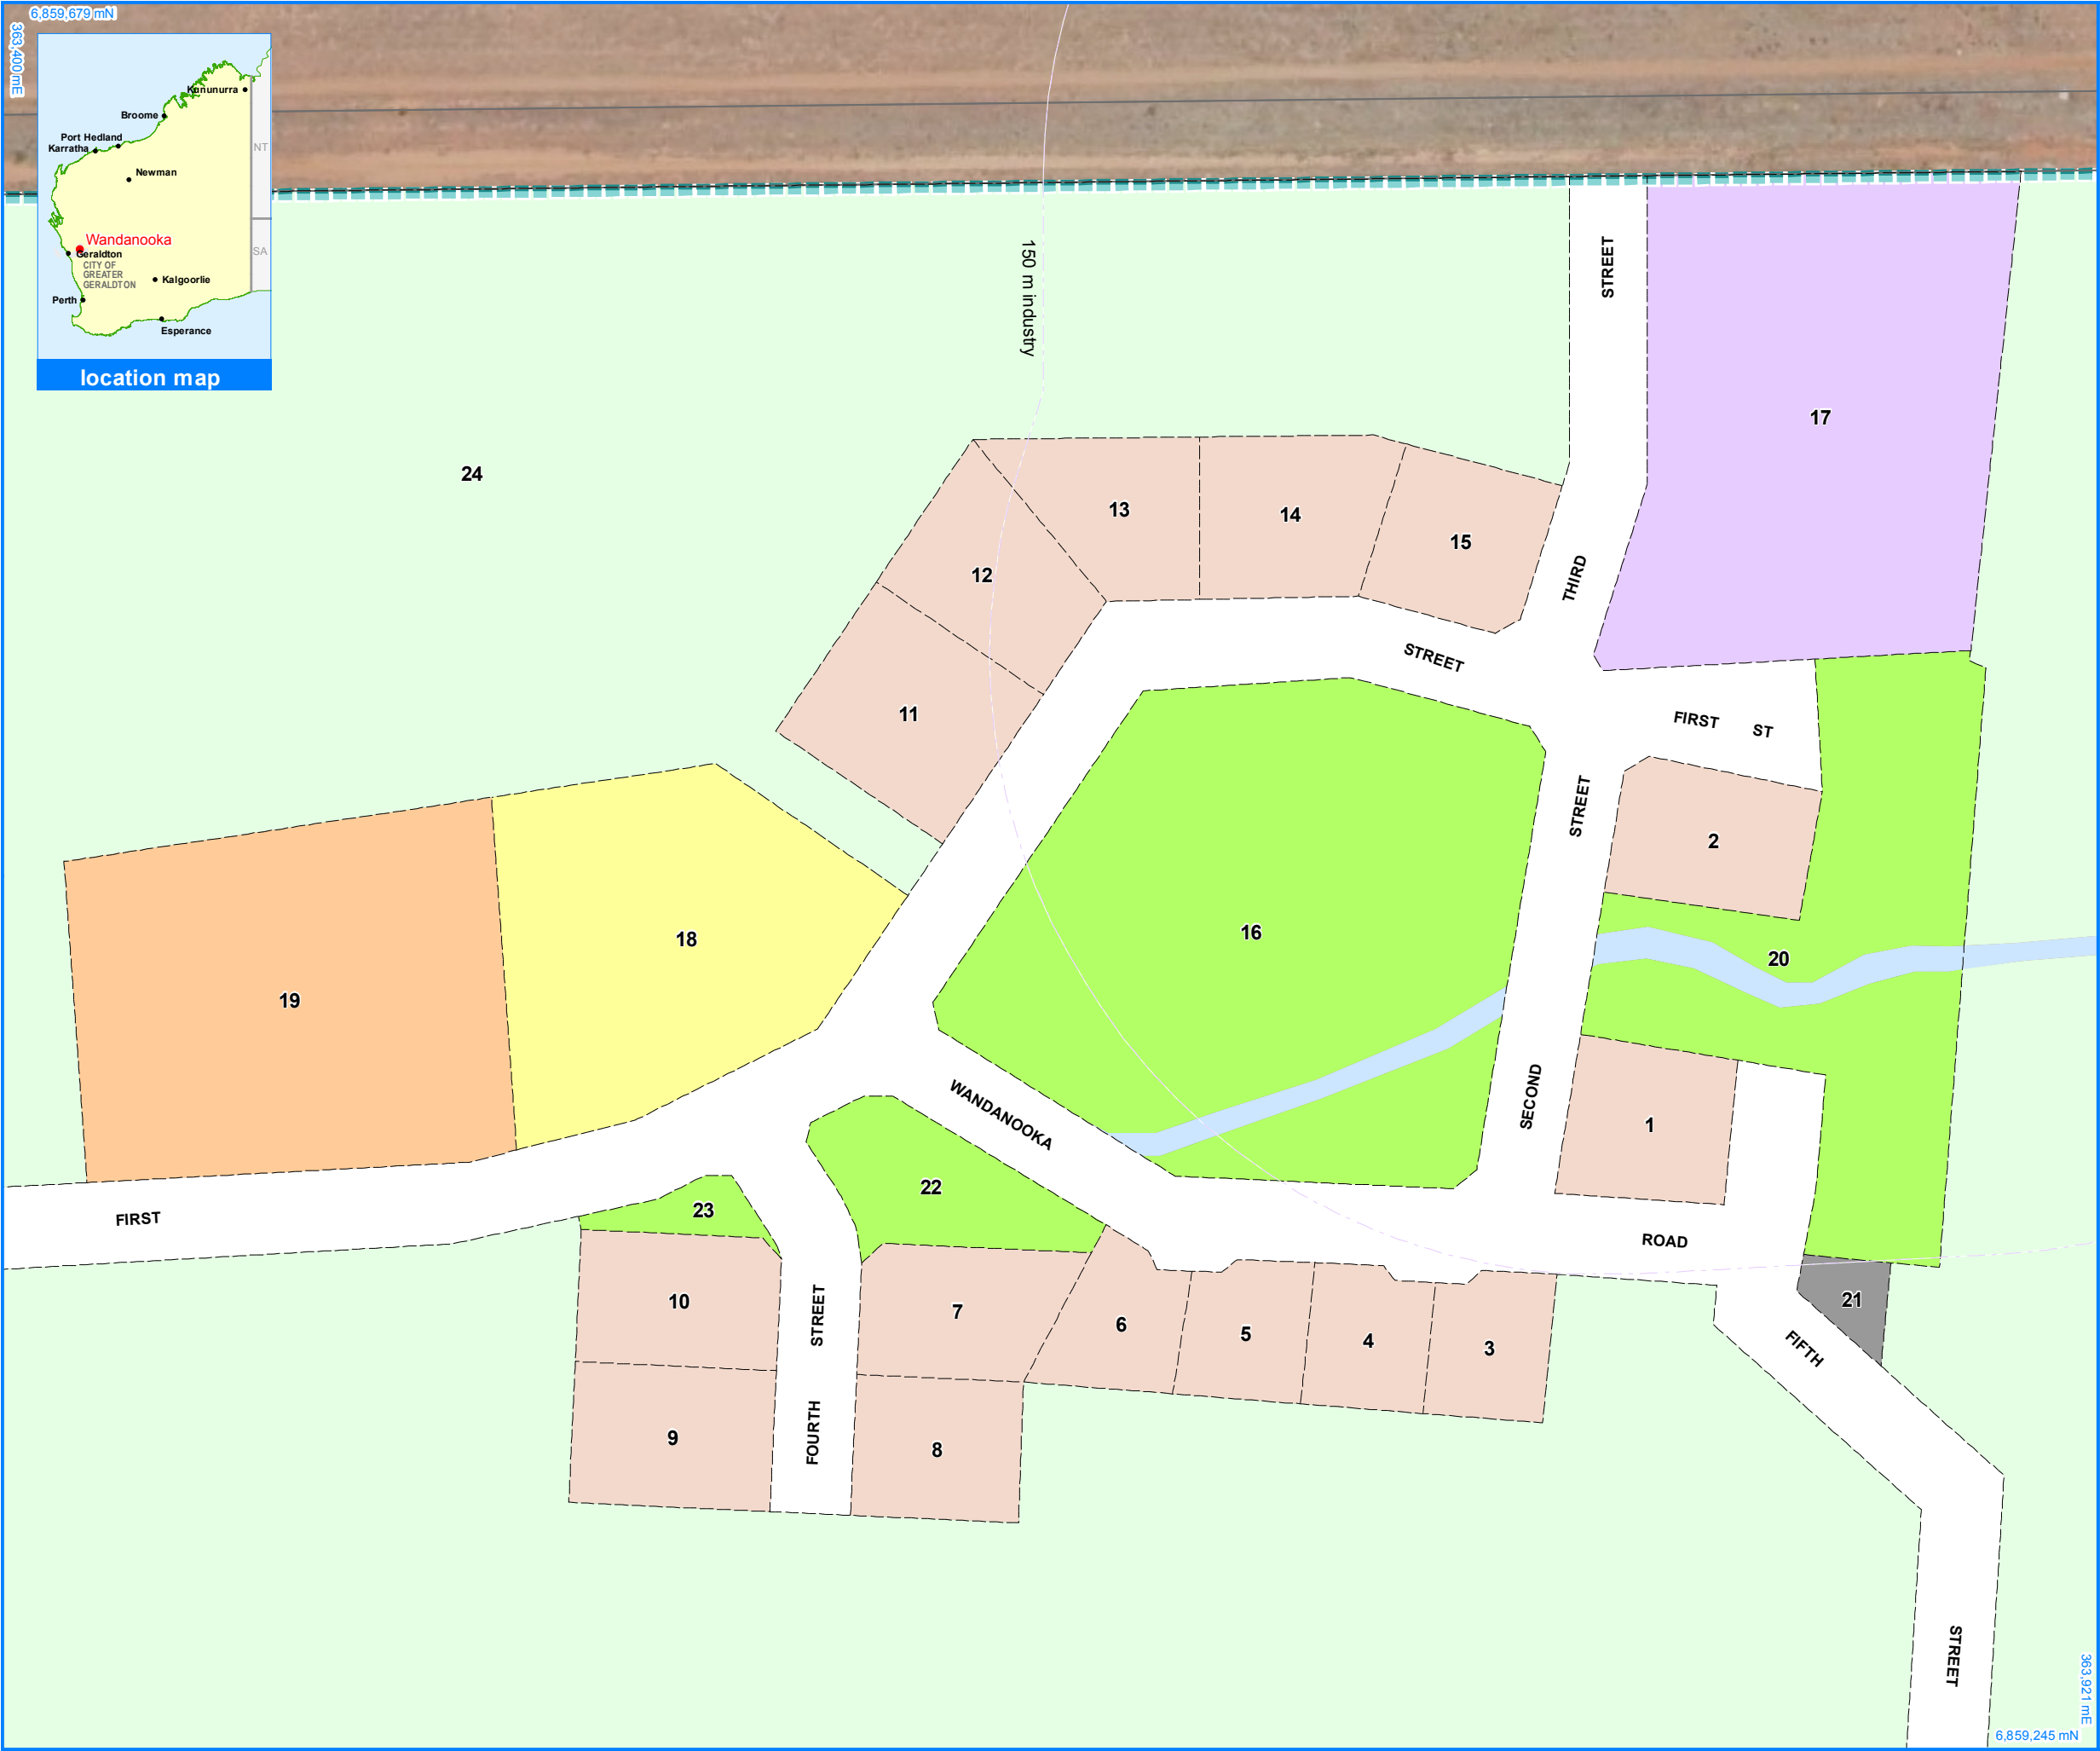 6,859,679 mN
363,400 mE
Kununurra
Broome
Port Hedland
Karratha
NT
Newman
Wandanooka
Geraldton
SA
CITY OF
GREATER
GERALDTON
Kalgoorlie
Perth
Esperance
location map
150 m industry
STREET
17
24
13
14
15
12
THIRD
STREET
11
FIRST ST
STREET
2
16
18
20
19
WANDANOOKA
SECOND
1
22
23
FIRST
ROAD
10
7
STREET
6
5
4
3
21
FIFTH
9
FOURTH
8
STREET
363,921 mE
6,859,245 mN